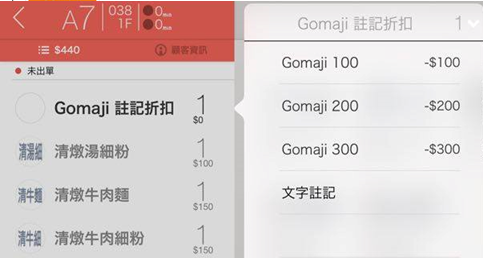 A7
038
1F
0 min
0 min
$440
顧客資訊
未出單
Gomaji 註記折扣
1
$0
清湯細
清燉湯細粉
1
$100
清牛麵
清燉牛肉麵
1
$150
清牛細
清燉牛肉細粉
1
$150
Gomaji 註記折扣
1
Gomaji 100
-$100
Gomaji 200
-$200
Gomaji 300
-$300
文字註記